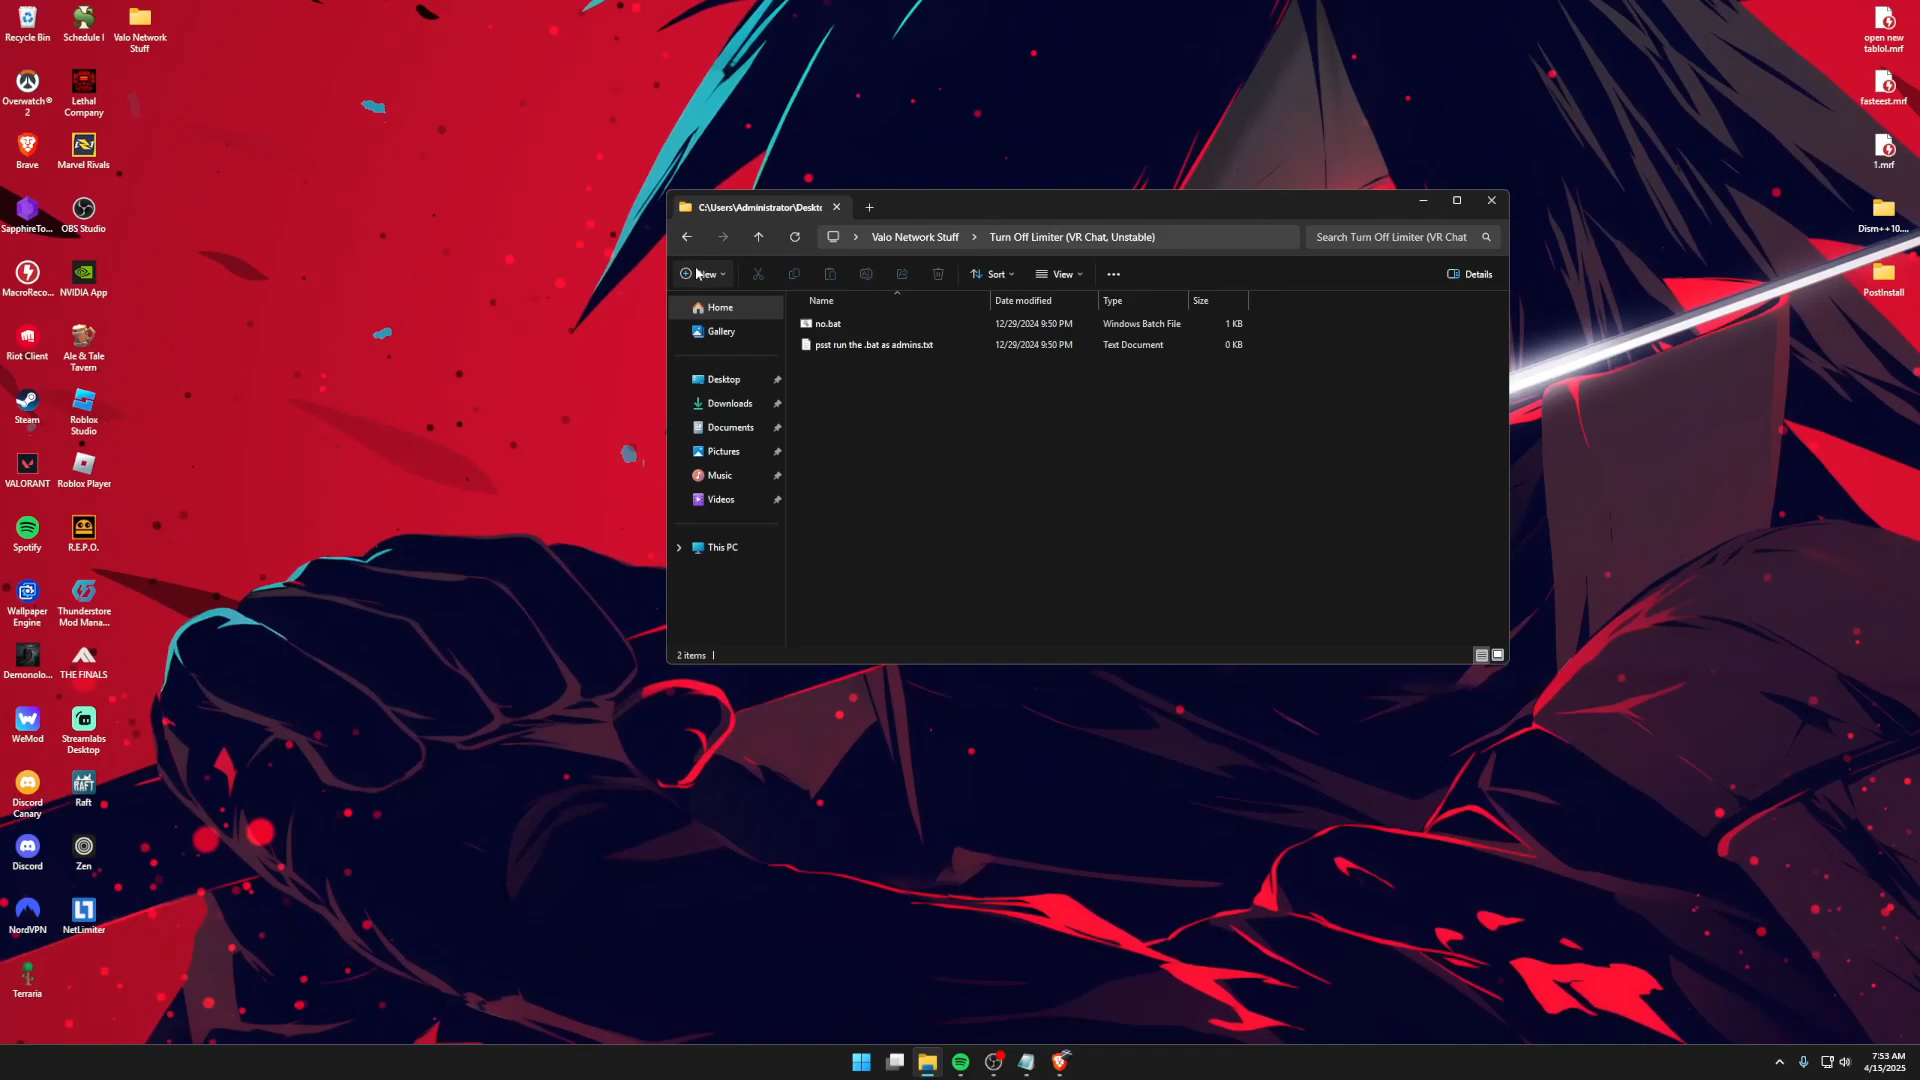 Recycle Bin
Schedule I
Valo Network
Stuff
Overwatch®
2
Lethal
Company
Brave
Marvel Rivals
SapphireTo...
OBS Studio
MacroReco...
NVIDIA App
Riot Client
Ale & Tale
Tavern
Steam
Roblox
Studio
VALORANT
Roblox Player
Spotify
R.E.P.O.
Wallpaper
Engine
Thunderstore
Mod Mana...
Demonolo...
THE FINALS
WeMod
Streamlabs
Desktop
Discord
Canary
Raft
Discord
Zen
NordVPN
NetLimiter
Terraria
C:\Users\Administrator\Deskto
Valo Network Stuff
Turn Off Limiter (VR Chat, Unstable)
Search Turn Off Limiter (VR Chat
New
Sort
View
Details
Home
Gallery
Desktop
Downloads
Documents
Pictures
Music
Videos
This PC
Name
Date modified
Type
Size
no.bat
12/29/2024 9:50 PM
Windows Batch File
1 KB
psst run the .bat as admins.txt
12/29/2024 9:50 PM
Text Document
0 KB
2 items
open new
tablol.mrf
fasteest.mrf
1.mrf
Dism++10....
PostInstall
7:53 AM
4/15/2025